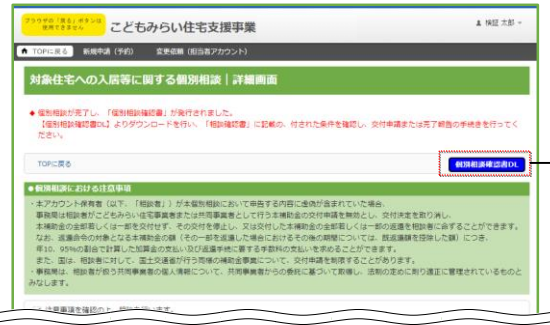 ブラウザの「戻る」ボタンは
使用できません
こどもみらい住宅支援事業
検証 太郎
TOPに戻る 新規申請（予約） 変更依頼（担当者アカウント）
対象住宅への入居等に関する個別相談｜詳細画面
◆ 個別相談が完了し、「個別相談確認書」が発行されました。
【個別相談確認書DL】よりダウンロードを行い、「相談確認書」に記載の、付された条件を確認し、交付申請または完了報告の手続きを行ってく
ださい。
TOPに戻る
個別相談確認書DL
●個別相談における注意事項
・本アカウント保有者（以下、「相談者」）が本個別相談において申告する内容に虚偽が含まれていた場合、
事務局は相談者がこどもみらい住宅事業者または共同事業者として行う本補助金の交付申請を無効とし、交付決定を取り消し、
本補助金の全部若しくは一部を交付せず、その交付を停止し、又は交付した本補助金の全部若しくは一部の返還を相談者に命ずることができます。
なお、返還命令の対象となる本補助金の額（その一部を返還した場合におけるその後の期間については、既返還額を控除した額）につき、
年10．95%の割合で計算した加算金の支払い及び返還手続に要する手数料の支払いを求めることができます。
また、国は、相談者に対して、国土交通省が行う同様の補助金事業について、交付申請を制限することがあります。
・事務局は、相談者が扱う共同事業者の個人情報について、共同事業者からの委託に基づいて取得し、法制の定めに則り適正に管理されているものと
みなします。
注意事項を確認の上、相談を行います。